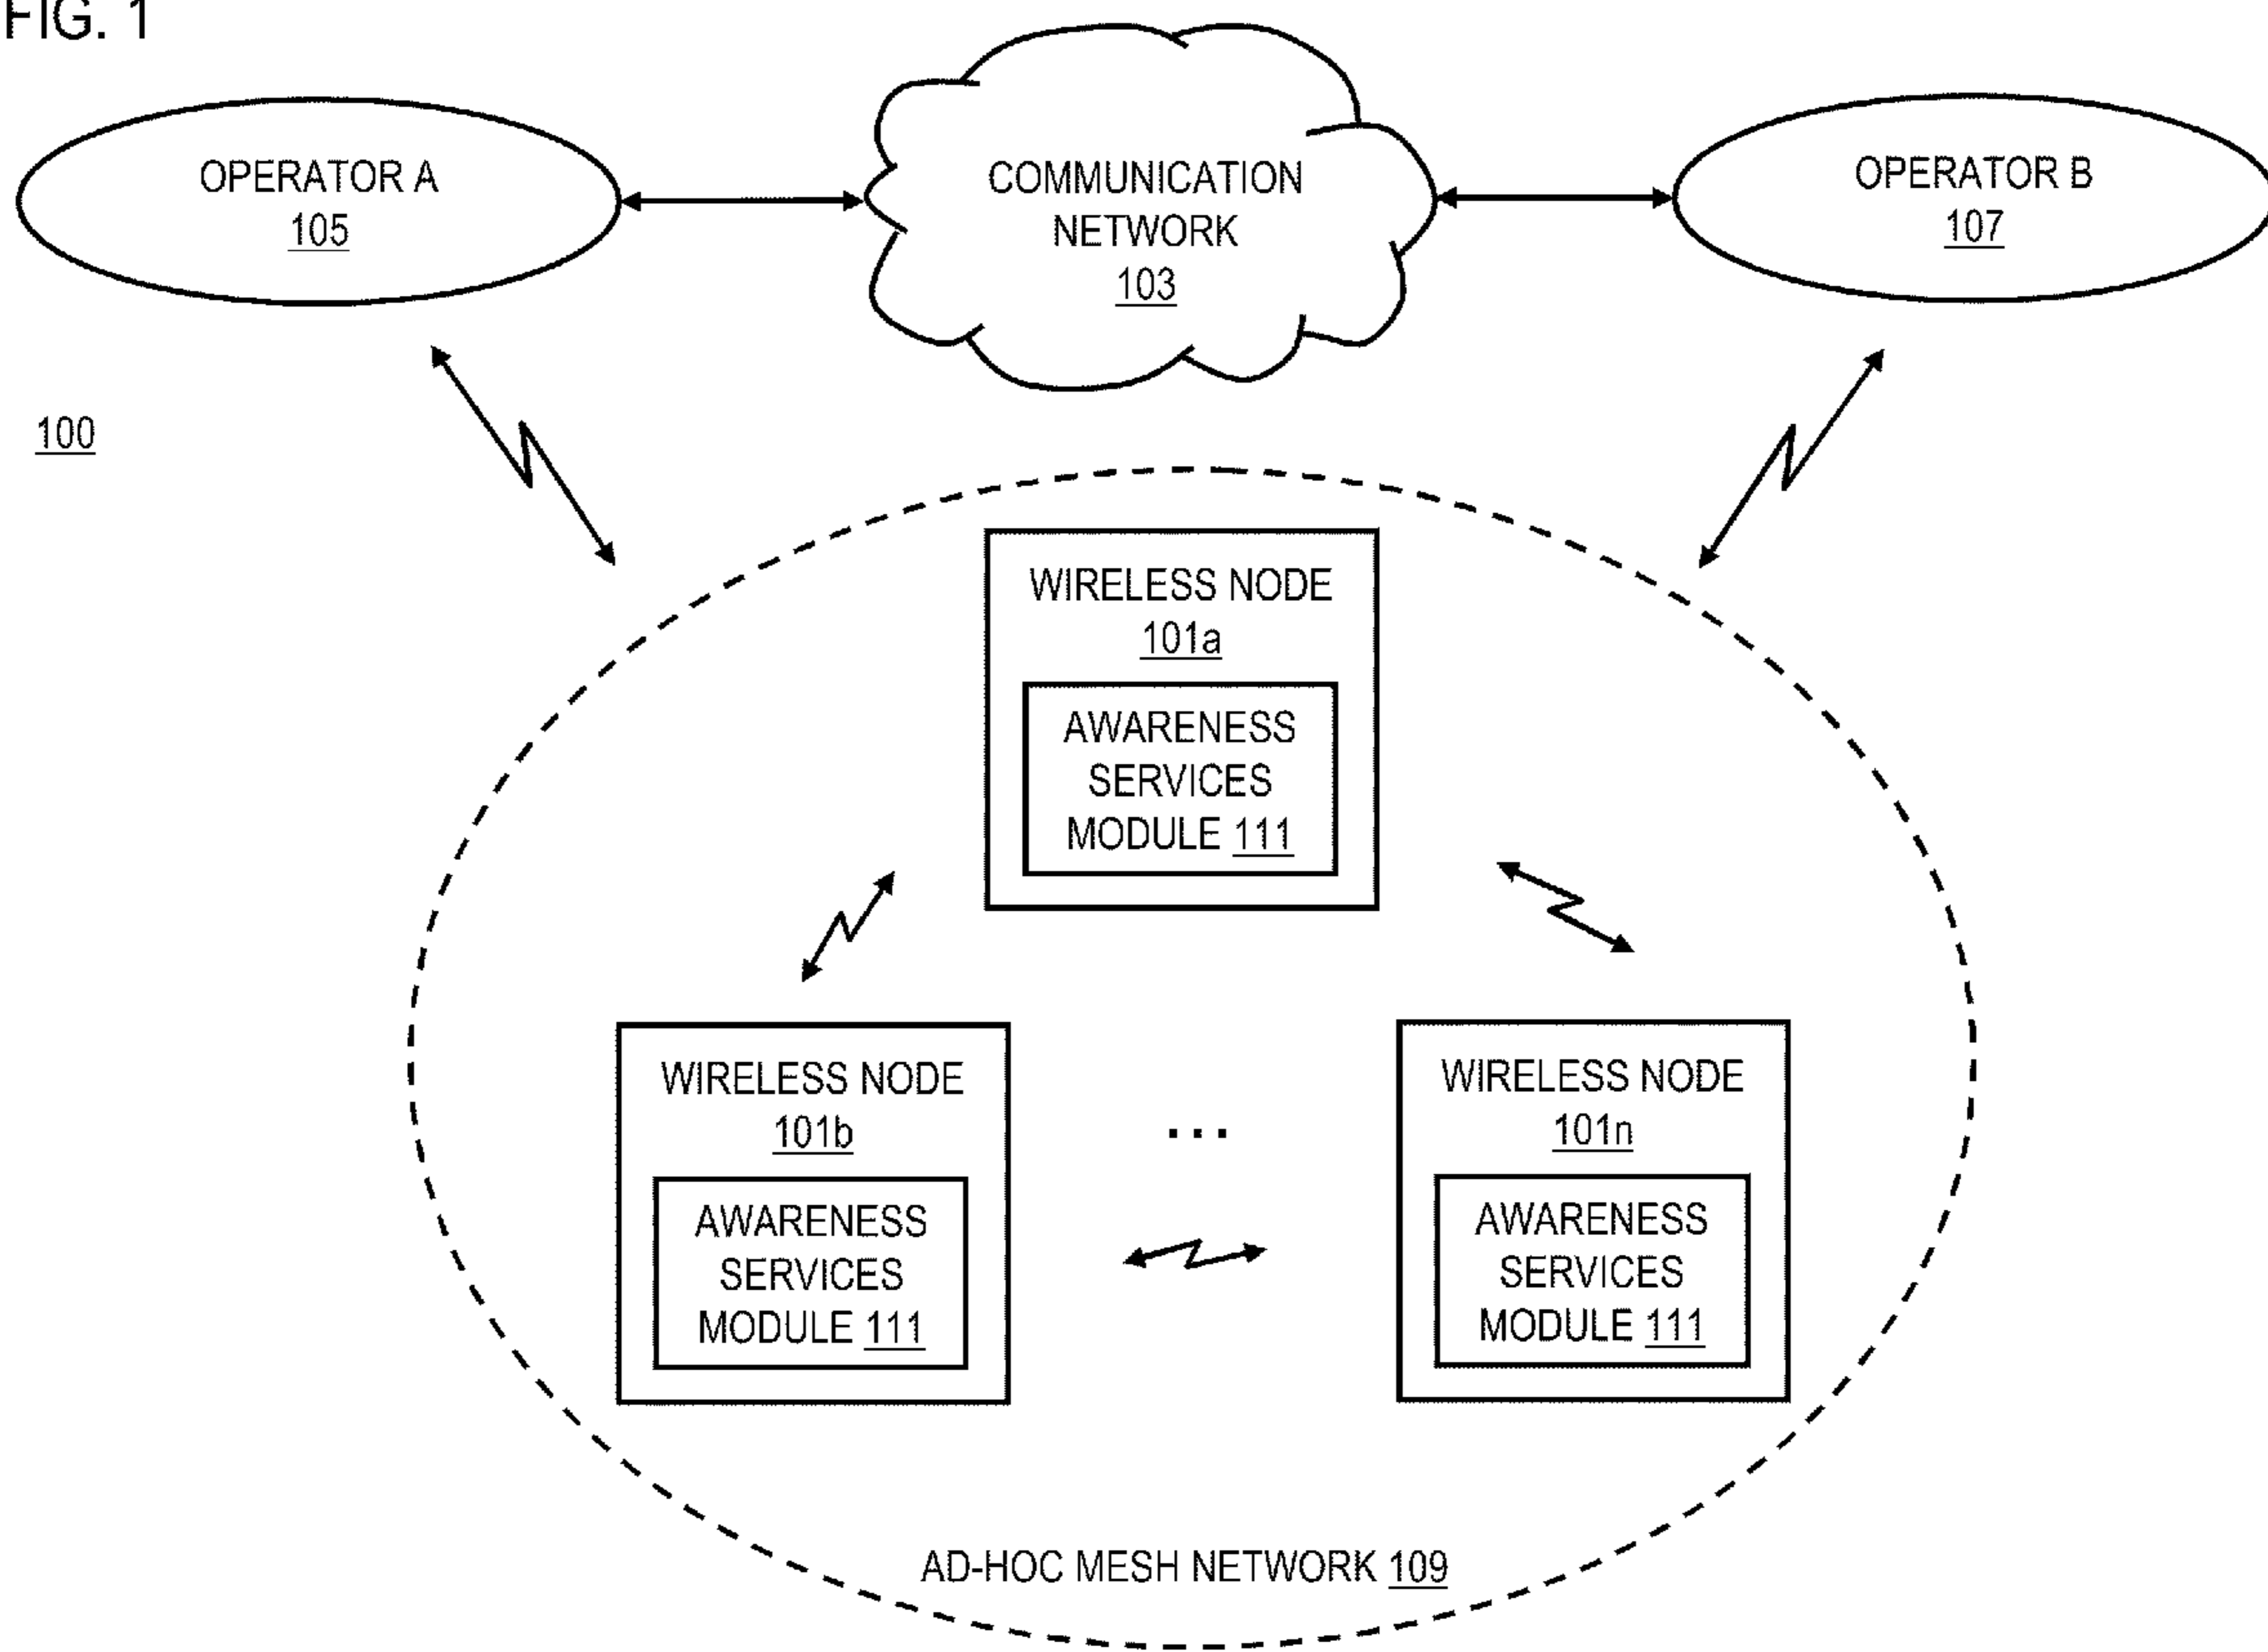 FIG. 1
OPERATOR A
105
COMMUNICATION
NETWORK
103
OPERATOR B
107
100
WIRELESS NODE
101a
AWARENESS
SERVICES
MODULE 111
WIRELESS NODE
101b
AWARENESS
SERVICES
MODULE 111
...
WIRELESS NODE
101n
AWARENESS
SERVICES
MODULE 111
AD-HOC MESH NETWORK 109